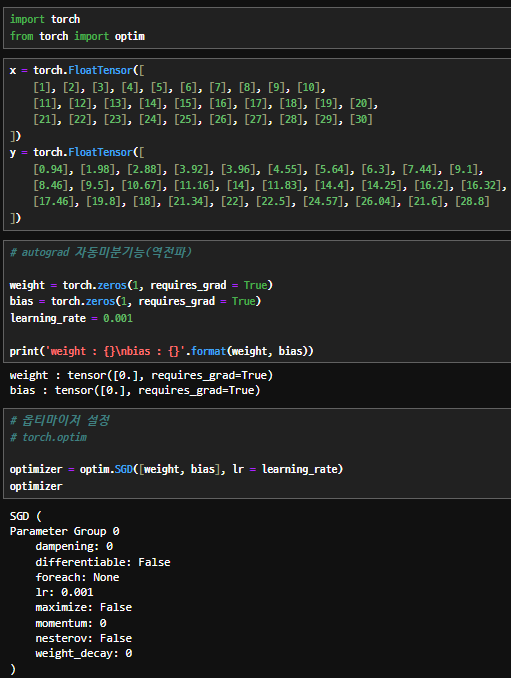 import torch
from torch import optim
x = torch.FloatTensor([
    [1], [2], [3], [4], [5], [6], [7], [8], [9], [10],
    [11], [12], [13], [14], [15], [16], [17], [18], [19], [20],
    [21], [22], [23], [24], [25], [26], [27], [28], [29], [30]
])
y = torch.FloatTensor([
    [0.94], [1.98], [2.88], [3.92], [3.96], [4.55], [5.64], [6.3], [7.44], [9.1],
    [8.46], [9.5], [10.67], [11.16], [14], [11.83], [14.4], [14.25], [16.2], [16.32],
    [17.46], [19.8], [18], [21.34], [22], [22.5], [24.57], [26.04], [21.6], [28.8]
])
# autograd 자동미분기능(역전파)
weight = torch.zeros(1, requires_grad = True)
bias = torch.zeros(1, requires_grad = True)
learning_rate = 0.001
print('weight : {}\nbias : {}'.format(weight, bias))
weight : tensor([0.], requires_grad=True)
bias : tensor([0.], requires_grad=True)
# 옵티마이저 설정
# torch.optim
optimizer = optim.SGD([weight, bias], lr = learning_rate)
optimizer
SGD (
Parameter Group 0
    dampening: 0
    differentiable: False
    foreach: None
    lr: 0.001
    maximize: False
    momentum: 0
    nesterov: False
    weight_decay: 0
)